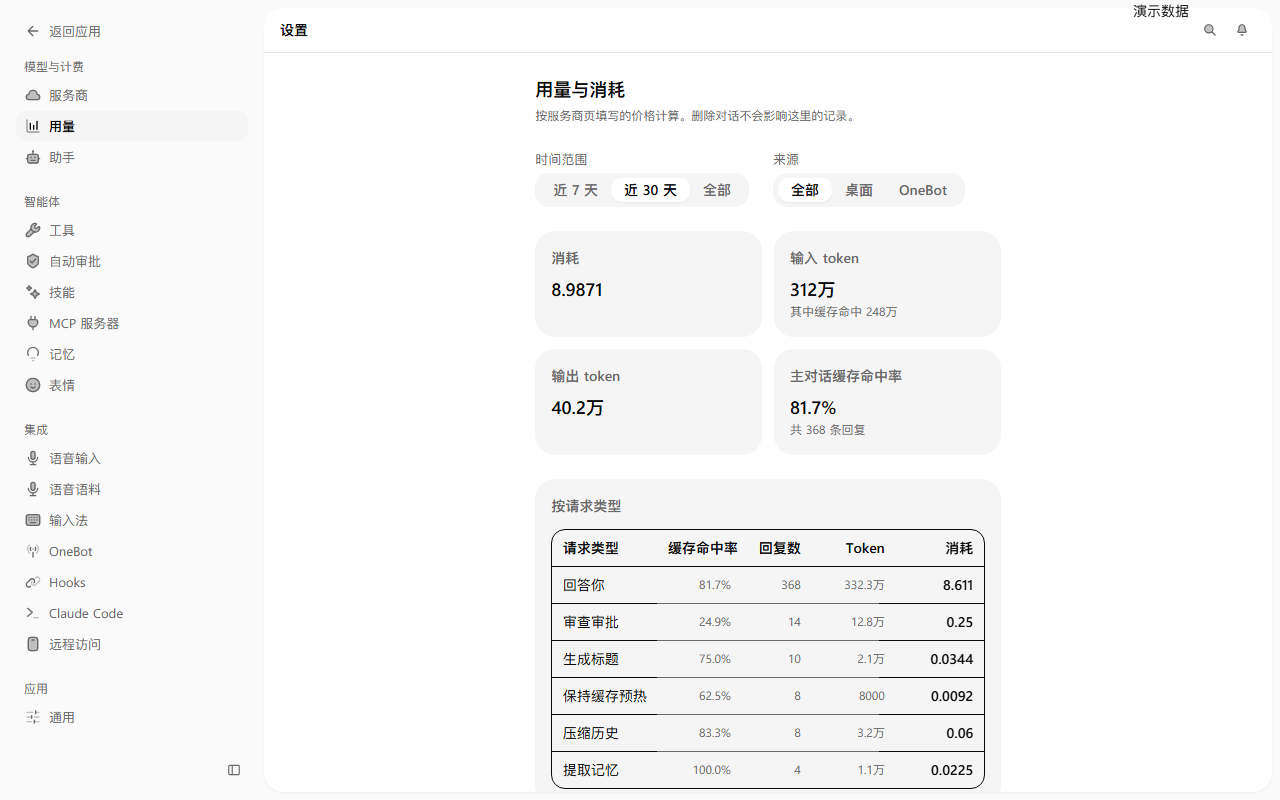 演示数据
返回应用
模型与计费
服务商
用量
助手
智能体
工具
自动审批
技能
MCP 服务器
记忆
表情
集成
语音输入
语音语料
输入法
OneBot
Hooks
Claude Code
远程访问
应用
通用
设置
用量与消耗
按服务商页填写的价格计算。删除对话不会影响这里的记录。
时间范围
近 7 天 近 30 天 全部
来源
全部 桌面 OneBot
消耗
8.9871
输入 token
312万
其中缓存命中 248万
输出 token
40.2万
主对话缓存命中率
81.7%
共 368 条回复
按请求类型
请求类型 缓存命中率 回复数 Token 消耗
回答你 81.7% 368 332.3万 8.611
审查审批 24.9% 14 12.8万 0.25
生成标题 75.0% 10 2.1万 0.0344
保持缓存预热 62.5% 8 8000 0.0092
压缩历史 83.3% 8 3.2万 0.06
提取记忆 100.0% 4 1.1万 0.0225